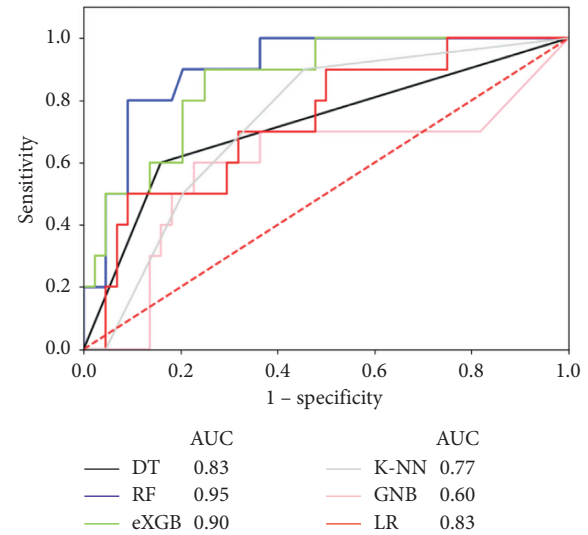 1.0
0.8
0.6
0.4
0.2
0.0
Sensitivity
0.0 0.2 0.4 0.6 0.8 1.0
1 – specificity
AUC AUC
DT 0.83 K-NN 0.77
RF 0.95 GNB 0.60
eXGB 0.90 LR 0.83